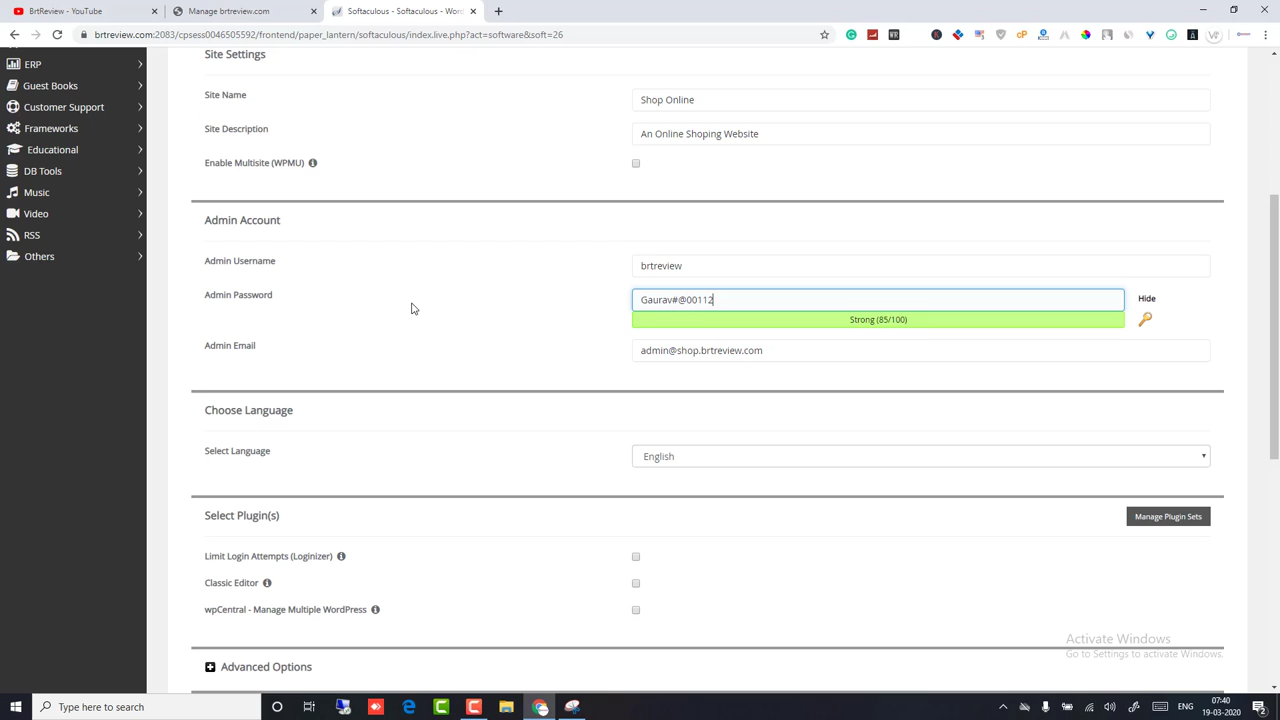 BrtReview - YouTube
Manage brtreview.com
Softaculous - Softaculous - Wor
brtreview.com:2083/cpsess0446505592/frontend/paper_lantern/softaculous/index.live.php?act=software&soft=26
Site Settings
ERP
Guest Books
Customer Support
Frameworks
Educational
DB Tools
Music
Video
RSS
Others
Site Name
Shop Online
Site Description
An Online Shoping Website
Enable Multisite (WPMU)
Admin Account
Admin Username
brtreview
Admin Password
Gaurav#@00112
Hide
Strong (85/100)
Admin Email
admin@shop.brtreview.com
Choose Language
Select Language
English
Select Plugin(s)
Manage Plugin Sets
Limit Login Attempts (Loginizer)
Classic Editor
wpCentral - Manage Multiple WordPress
Activate Windows
Go to Settings to activate Windows.
Advanced Options
Type here to search
ENG
07:40
19-03-2020
2